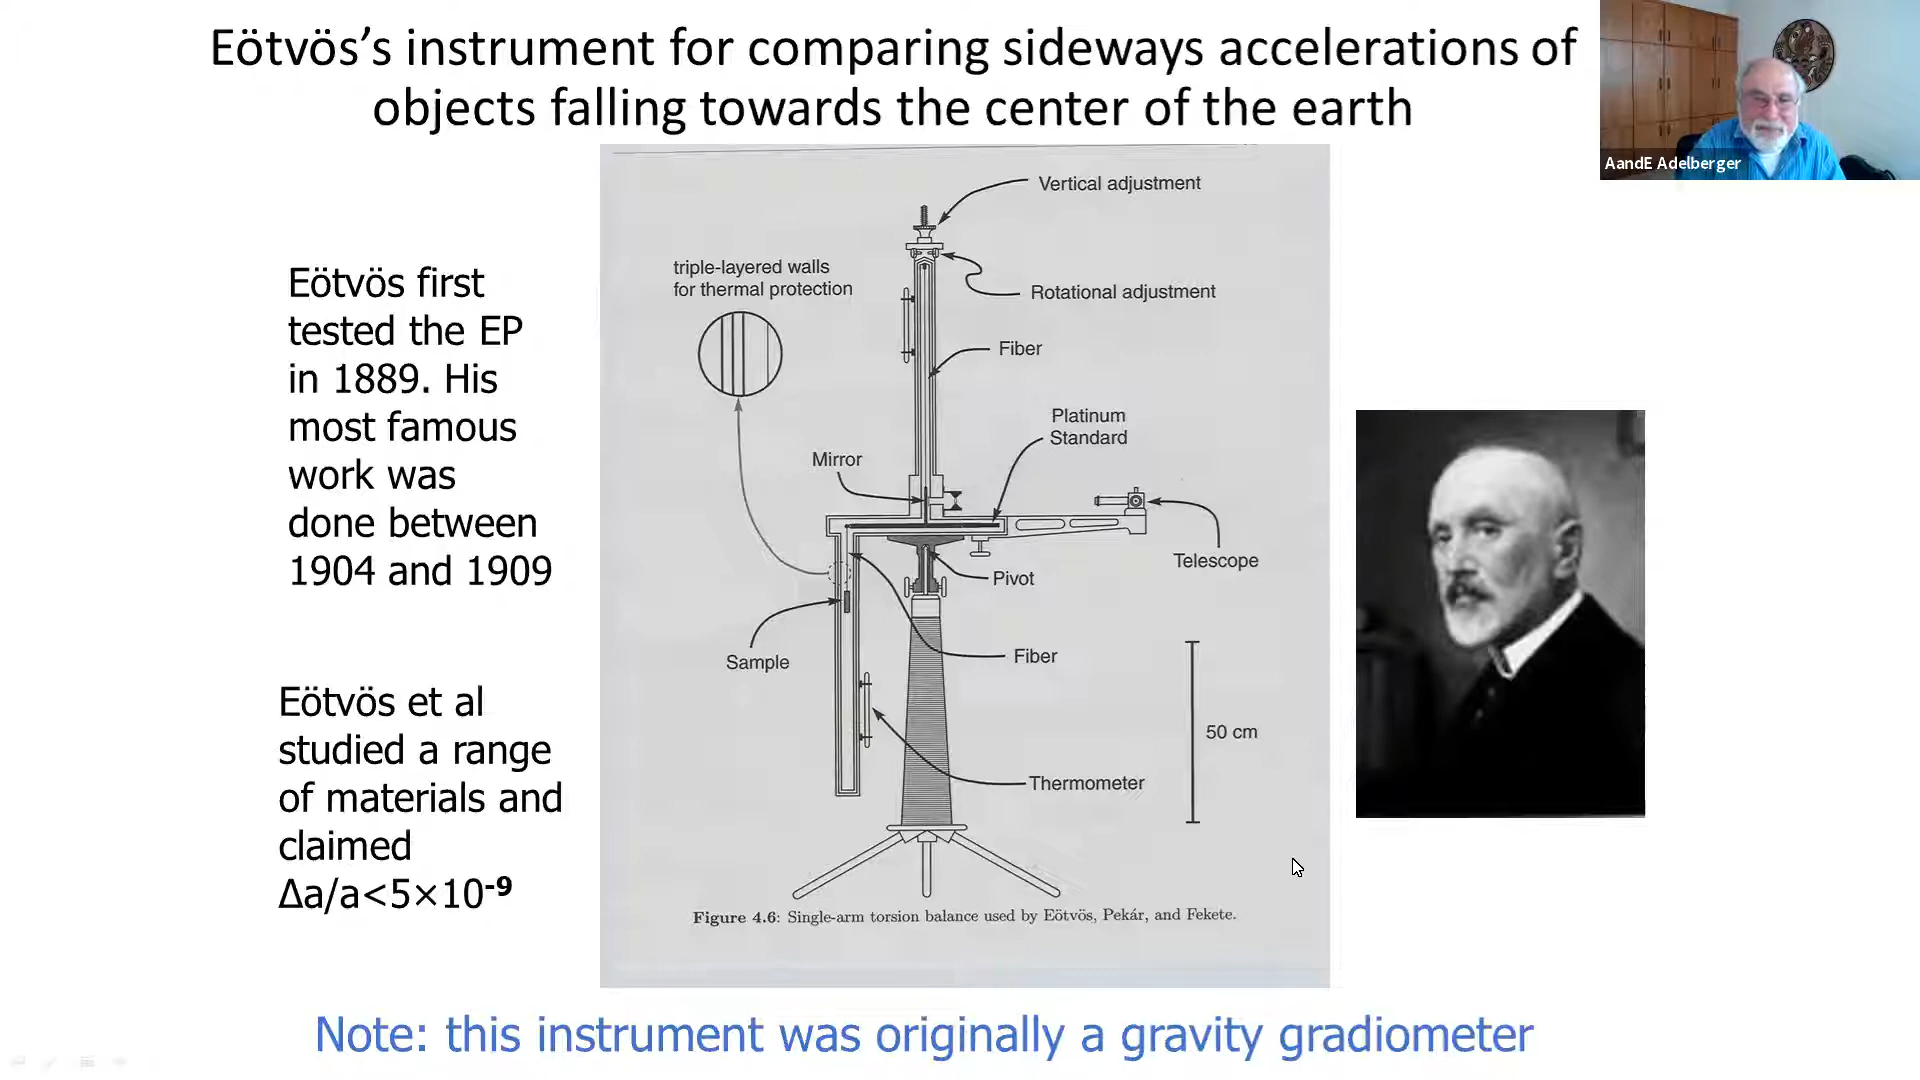 Eötvös’s instrument for comparing sideways accelerations of
objects falling towards the center of the earth
AandE Adelberger
Eötvös first
tested the EP
in 1889. His
most famous
work was
done between
1904 and 1909
Eötvös et al
studied a range
of materials and
claimed
Δa/a<5×10⁻⁹
Vertical adjustment
triple-layered walls
for thermal protection
Rotational adjustment
Fiber
Platinum
Standard
Mirror
Telescope
Pivot
Sample
Fiber
50 cm
Thermometer
Figure 4.6: Single-arm torsion balance used by Eötvös, Pekár, and Fekete.
Note: this instrument was originally a gravity gradiometer